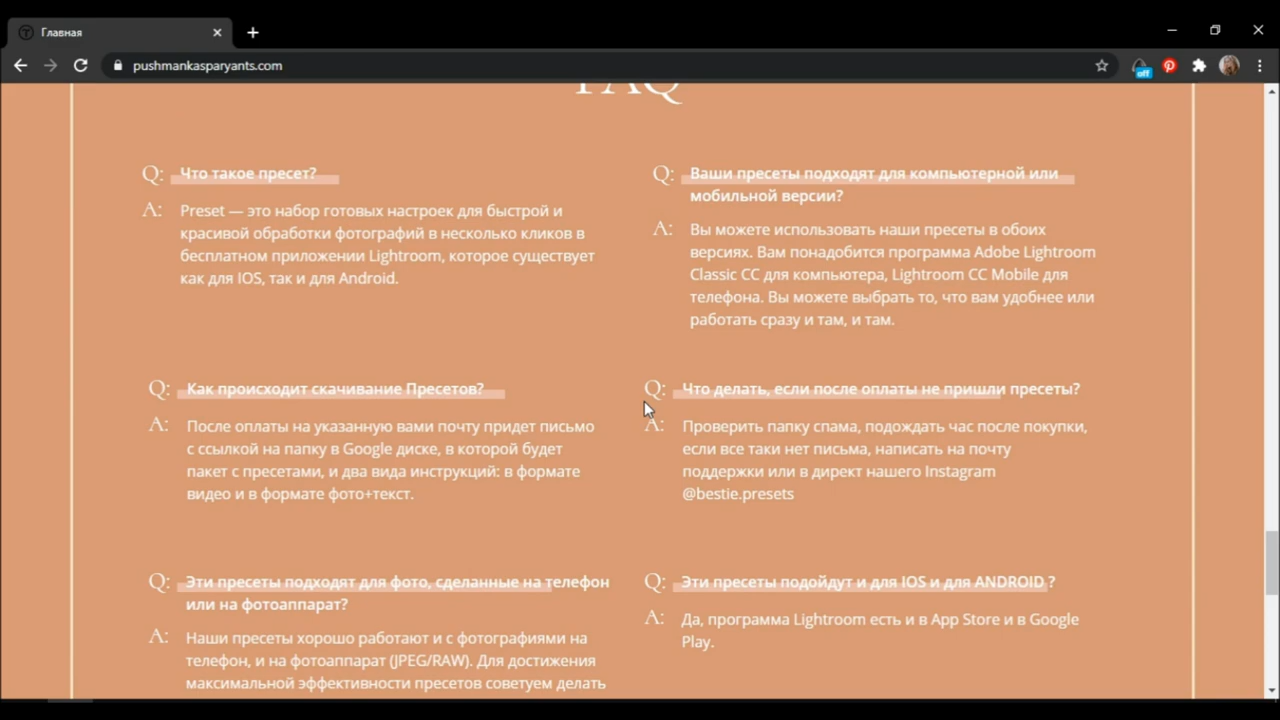 Главная
pushmankasparyants.com
off
FAQ
Q: Что такое пресет?
A: Preset — это набор готовых настроек для быстрой и
красивой обработки фотографий в несколько кликов в
бесплатном приложении Lightroom, которое существует
как для IOS, так и для Android.
Q: Ваши пресеты подходят для компьютерной или
мобильной версии?
A: Вы можете использовать наши пресеты в обоих
версиях. Вам понадобится программа Adobe Lightroom
Classic CC для компьютера, Lightroom CC Mobile для
телефона. Вы можете выбрать то, что вам удобнее или
работать сразу и там, и там.
Q: Как происходит скачивание Пресетов?
A: После оплаты на указанную вами почту придет письмо
с ссылкой на папку в Google диске, в которой будет
пакет с пресетами, и два вида инструкций: в формате
видео и в формате фото+текст.
Q: Что делать, если после оплаты не пришли пресеты?
A: Проверить папку спама, подождать час после покупки,
если все таки нет письма, написать на почту
поддержки или в директ нашего Instagram
@bestie.presets
Q: Эти пресеты подходят для фото, сделанные на телефон
или на фотоаппарат?
A: Наши пресеты хорошо работают и с фотографиями на
телефон, и на фотоаппарат (JPEG/RAW). Для достижения
максимальной эффективности пресетов советуем делать
Q: Эти пресеты подойдут и для IOS и для ANDROID ?
A: Да, программа Lightroom есть и в App Store и в Google
Play.